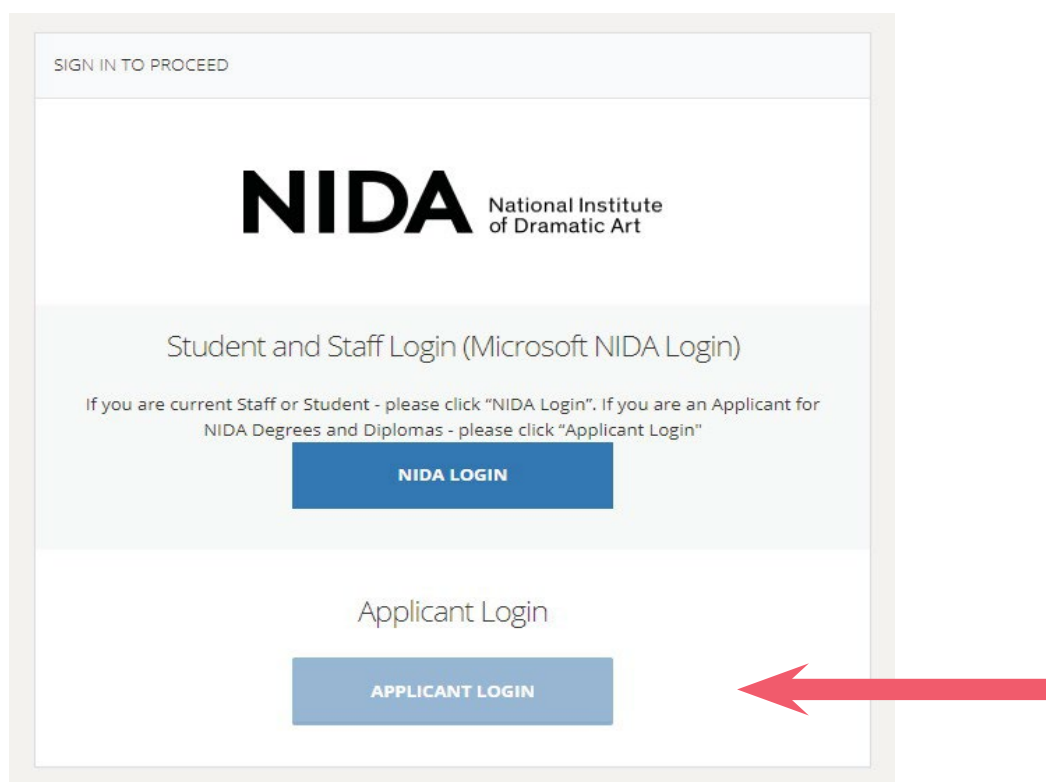 SIGN IN TO PROCEED
NIDA National Institute
of Dramatic Art
Student and Staff Login (Microsoft NIDA Login)
If you are current Staff or Student - please click “NIDA Login”. If you are an Applicant for
NIDA Degrees and Diplomas - please click “Applicant Login"
NIDA LOGIN
Applicant Login
APPLICANT LOGIN